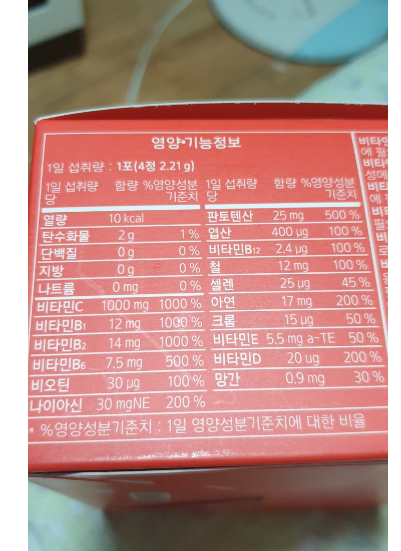 영양•기능정보
1일 섭취량 : 1포(4정 2.21 g)
1일 섭취량당 함량 %영양성분기준치
열량 10 kcal
탄수화물 2 g 1 %
단백질 0 g 0 %
지방 0 g 0 %
나트륨 0 mg 0 %
비타민C 1000 mg 1000 %
비타민B1 12 mg 1000 %
비타민B2 14 mg 1000 %
비타민B6 7.5 mg 500 %
비오틴 30 μg 100 %
나이아신 30 mgNE 200 %
1일 섭취량당 함량 %영양성분기준치
판토텐산 25 mg 500 %
엽산 400 μg 100 %
비타민B12 2.4 μg 100 %
철 12 mg 100 %
셀렌 25 μg 45 %
아연 17 mg 200 %
크롬 15 μg 50 %
비타민E 5.5 mg a-TE 50 %
비타민D 20 ug 200 %
망간 0.9 mg 30 %
* %영양성분기준치 : 1일 영양성분기준치에 대한 비율